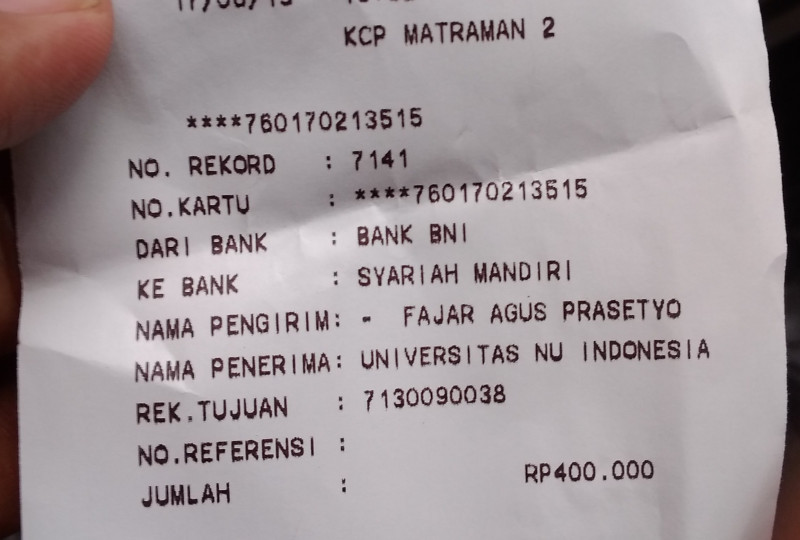 KCP MATRAMAN 2
****760170213515
NO. REKORD : 7141
NO.KARTU : ****760170213515
DARI BANK : BANK BNI
KE BANK : SYARIAH MANDIRI
NAMA PENGIRIM: - FAJAR AGUS PRASETYO
NAMA PENERIMA: UNIVERSITAS NU INDONESIA
REK.TUJUAN : 7130090038
NO.REFERENSI :
JUMLAH : RP400.000